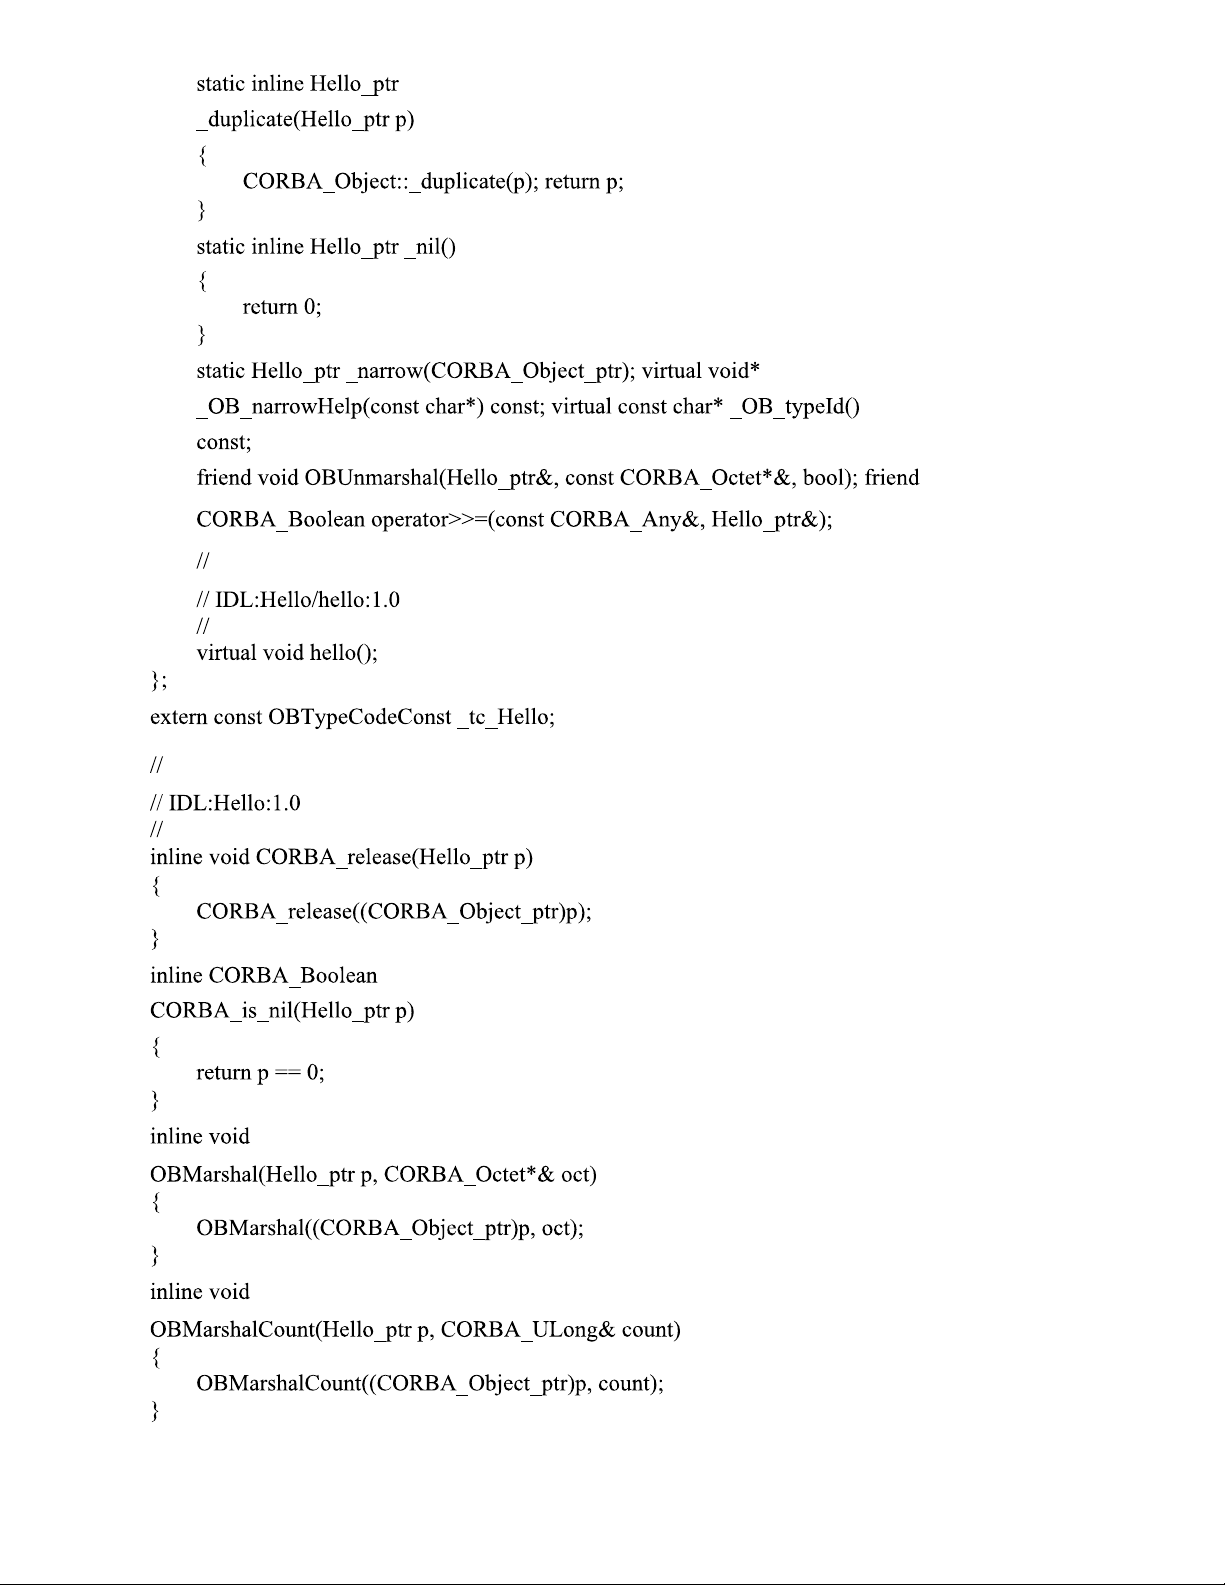 static inline Hello_ptr
_duplicate(Hello_ptr p)
{
CORBA_Object::_duplicate(p); return p;
}
static inline Hello_ptr _nil()
{
return 0;
}
static Hello_ptr _narrow(CORBA_Object_ptr); virtual void*
_OB_narrowHelp(const char*) const; virtual const char* _OB_typeId()
const;
friend void OBUnmarshal(Hello_ptr&, const CORBA_Octet*&, bool); friend
CORBA_Boolean operator>>=(const CORBA_Any&, Hello_ptr&);
//
// IDL:Hello/hello:1.0
//
virtual void hello();
};
extern const OBTypeCodeConst _tc_Hello;
//
// IDL:Hello:1.0
//
inline void CORBA_release(Hello_ptr p)
{
CORBA_release((CORBA_Object_ptr)p);
}
inline CORBA_Boolean
CORBA_is_nil(Hello_ptr p)
{
return p == 0;
}
inline void
OBMarshal(Hello_ptr p, CORBA_Octet*& oct)
{
OBMarshal((CORBA_Object_ptr)p, oct);
}
inline void
OBMarshalCount(Hello_ptr p, CORBA_ULong& count)
{
OBMarshalCount((CORBA_Object_ptr)p, count);
}